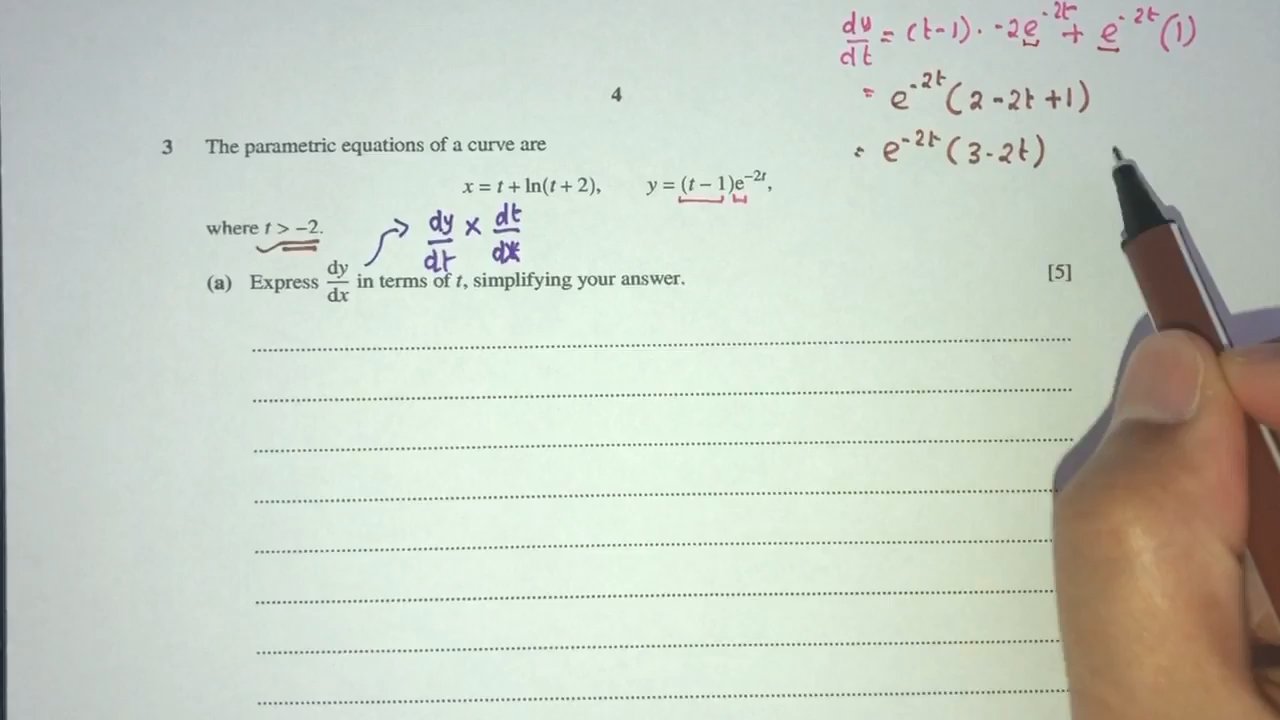 dy/dt = (t-1) · -2e^-2t + e^-2t (1)
= e^-2t (2-2t+1)
= e^-2t (3-2t)
4
3 The parametric equations of a curve are
x = t + ln(t + 2), y = (t − 1)e^−2t,
where t > −2.
dy/dt × dt/dx
(a) Express dy/dx in terms of t, simplifying your answer. [5]